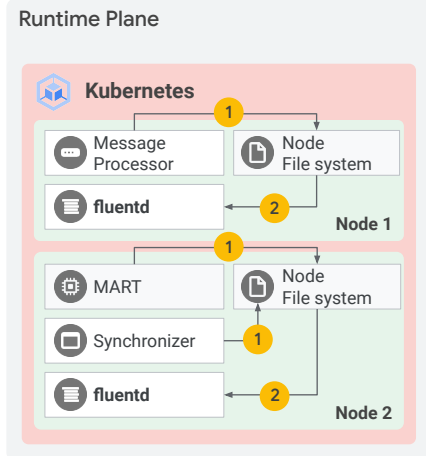 Runtime Plane
Kubernetes
1
Message
Processor
Node
File system
fluentd
2
Node 1
1
MART
Node
File system
Synchronizer
1
fluentd
2
Node 2